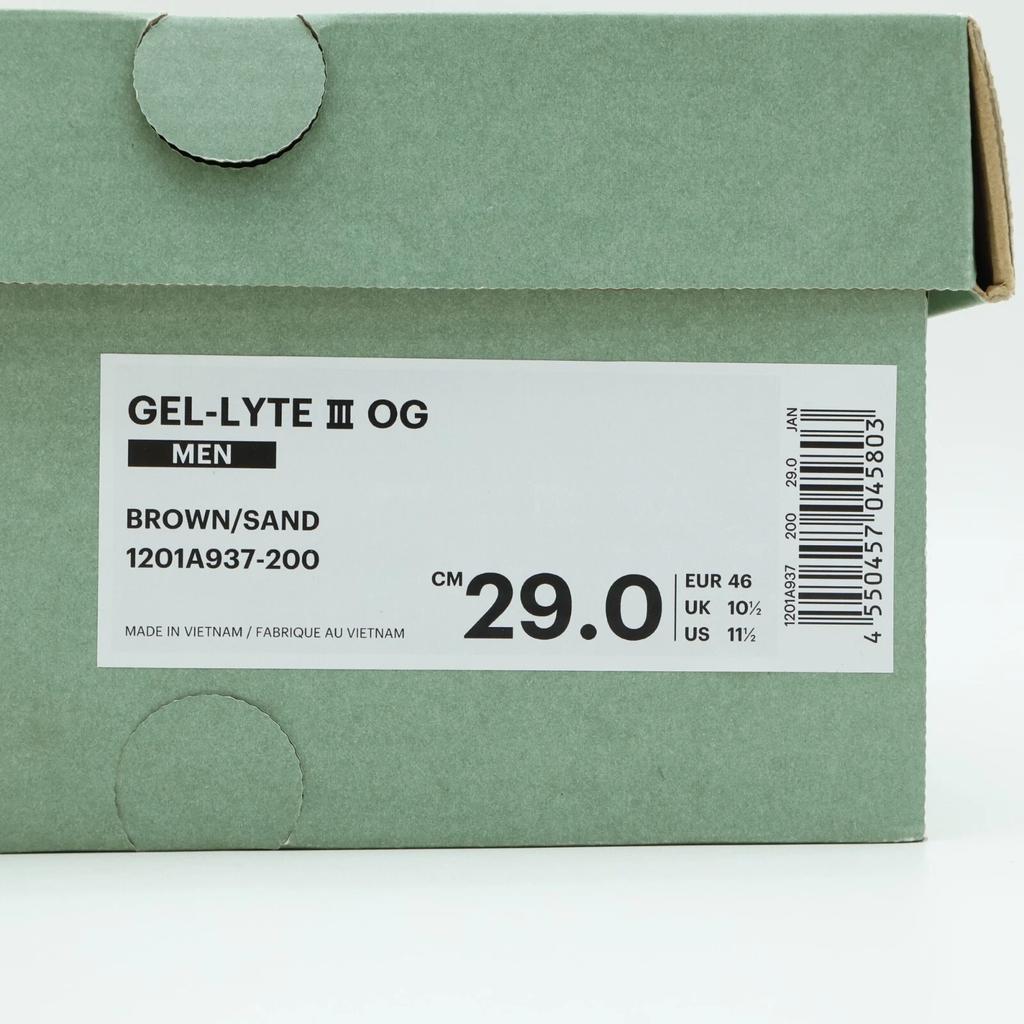 GEL-LYTE III OG
MEN
BROWN/SAND
1201A937-200
CM 29.0
EUR 46
UK 10½
US 11½
MADE IN VIETNAM / FABRIQUE AU VIETNAM
1201A937 200 29.0 JAN
4 550457 045803